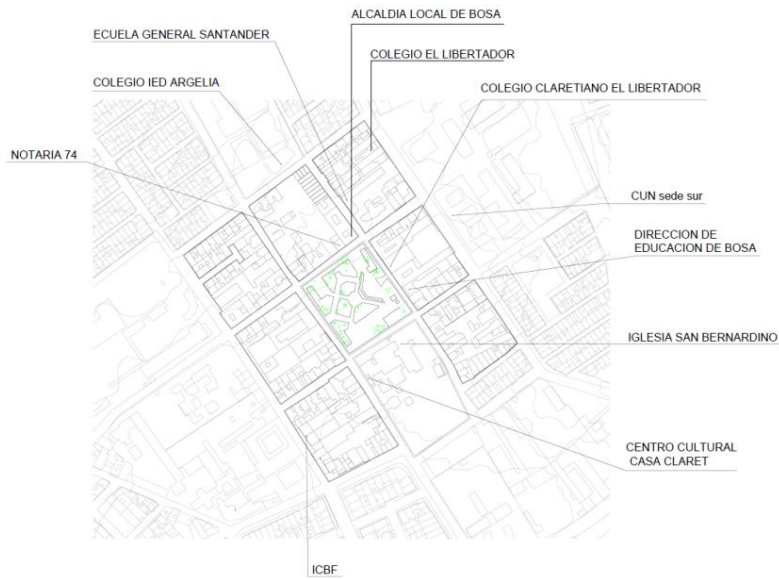 ALCALDIA LOCAL DE BOSA
ECUELA GENERAL SANTANDER
COLEGIO EL LIBERTADOR
COLEGIO IED ARGELIA
COLEGIO CLARETIANO EL LIBERTADOR
NOTARIA 74
CUN sede sur
DIRECCION DE
EDUCACION DE BOSA
IGLESIA SAN BERNARDINO
CENTRO CULTURAL
CASA CLARET
ICBF